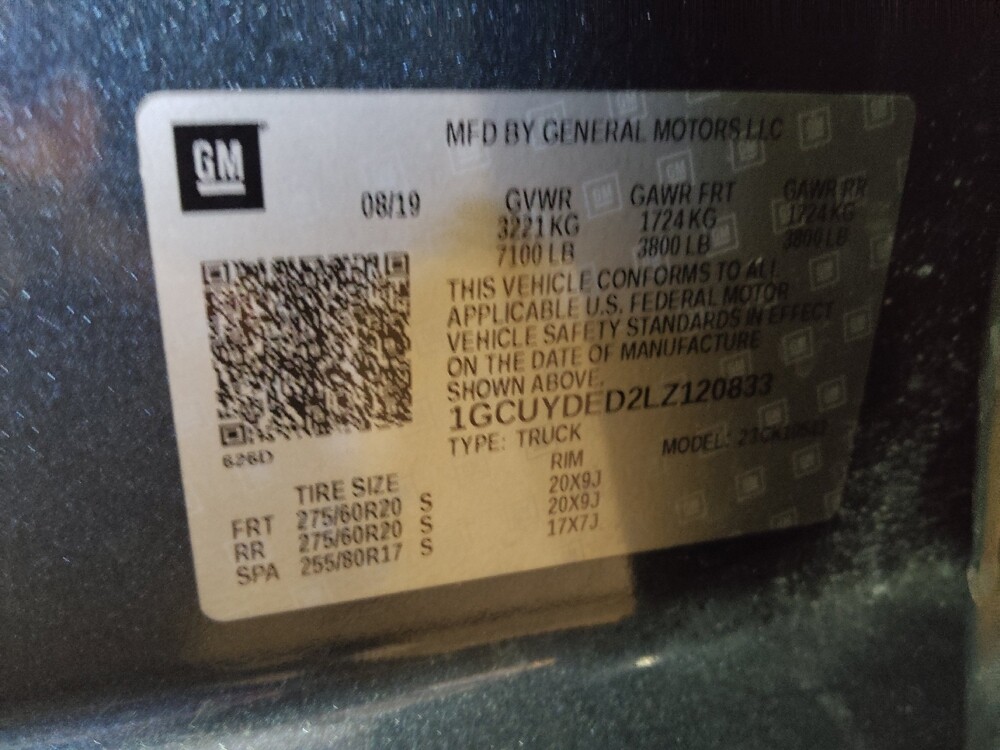 GM
MFD BY GENERAL MOTORS LLC
08/19 GVWR GAWR FRT GAWR RR
3221 KG 1724 KG 1724 KG
7100 LB 3800 LB 3800 LB
THIS VEHICLE CONFORMS TO ALL
APPLICABLE U.S. FEDERAL MOTOR
VEHICLE SAFETY STANDARDS IN EFFECT
ON THE DATE OF MANUFACTURE
SHOWN ABOVE.
1GCUYDED2LZ120833
TYPE: TRUCK MODEL:
626D
TIRE SIZE RIM
FRT 275/60R20 S 20X9J
RR 275/60R20 S 20X9J
SPA 255/80R17 S 17X7J